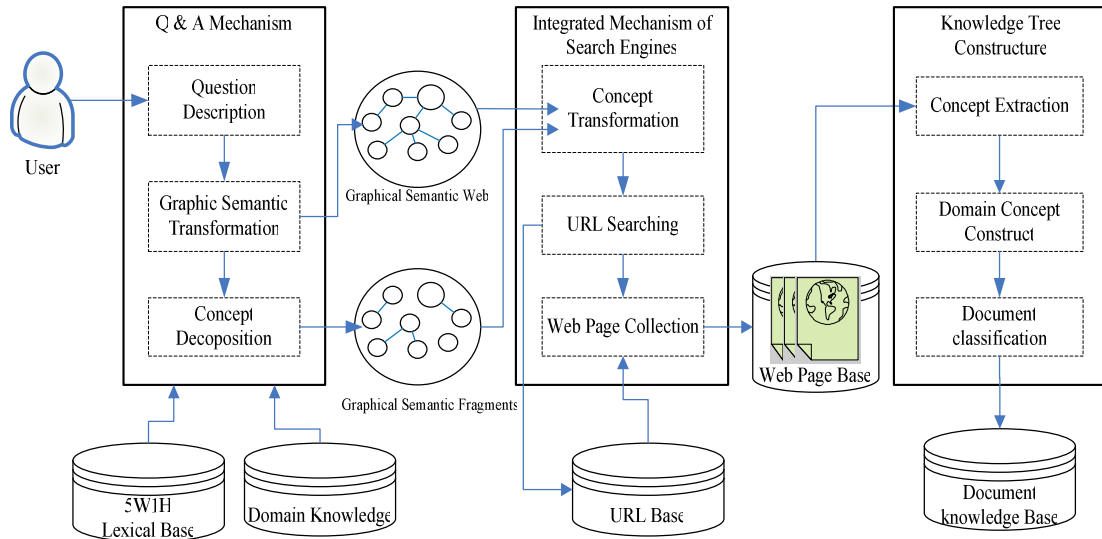 Q & A Mechanism
Question
Description
Graphic Semantic
Transformation
Concept
Decoposition
User
5W1H
Lexical Base
Domain Knowledge
Graphical Semantic Web
Graphical Semantic Fragments
Integrated Mechanism of
Search Engines
Concept
Transformation
URL Searching
Web Page Collection
URL Base
Web Page Base
Knowledge Tree
Constructure
Concept Extraction
Domain Concept
Construct
Document
classification
Document
knowledge Base